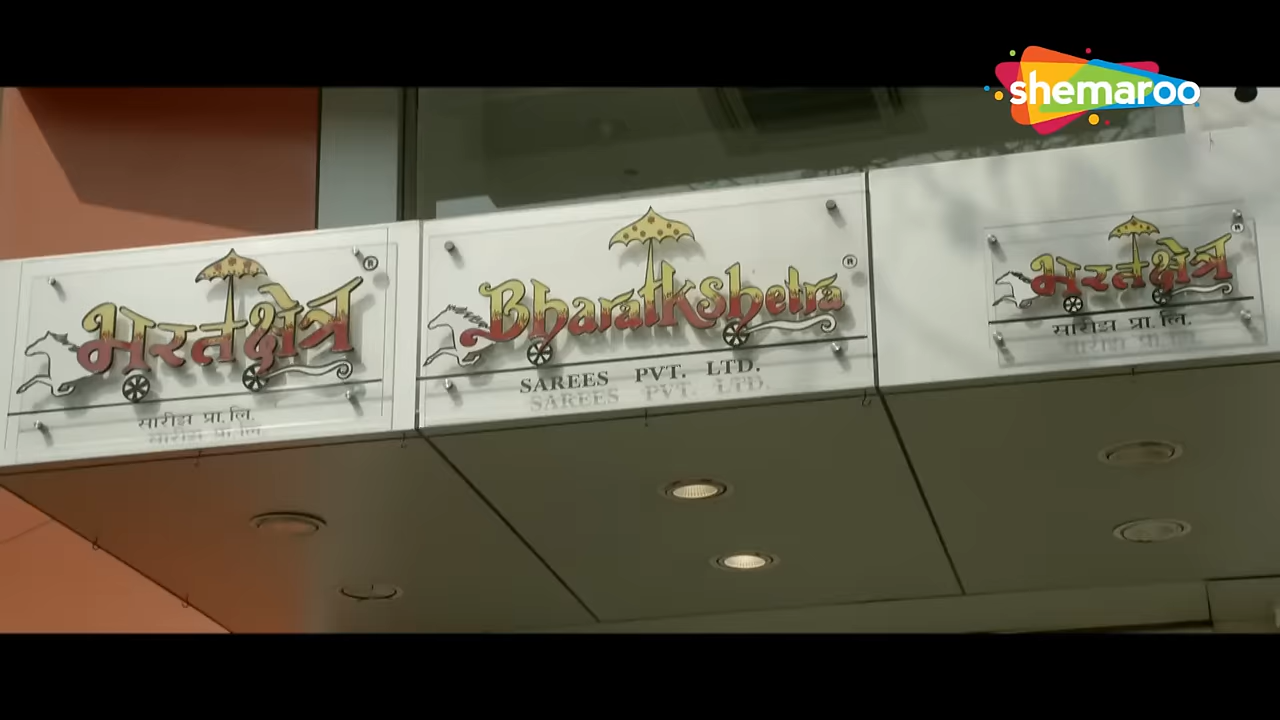 shemaroo
भरतक्षेत्र ®
सारीझ प्रा. लि.
Bharatkshetra ®
SAREES PVT. LTD.
भरतक्षेत्र ®
सारीझ प्रा. लि.